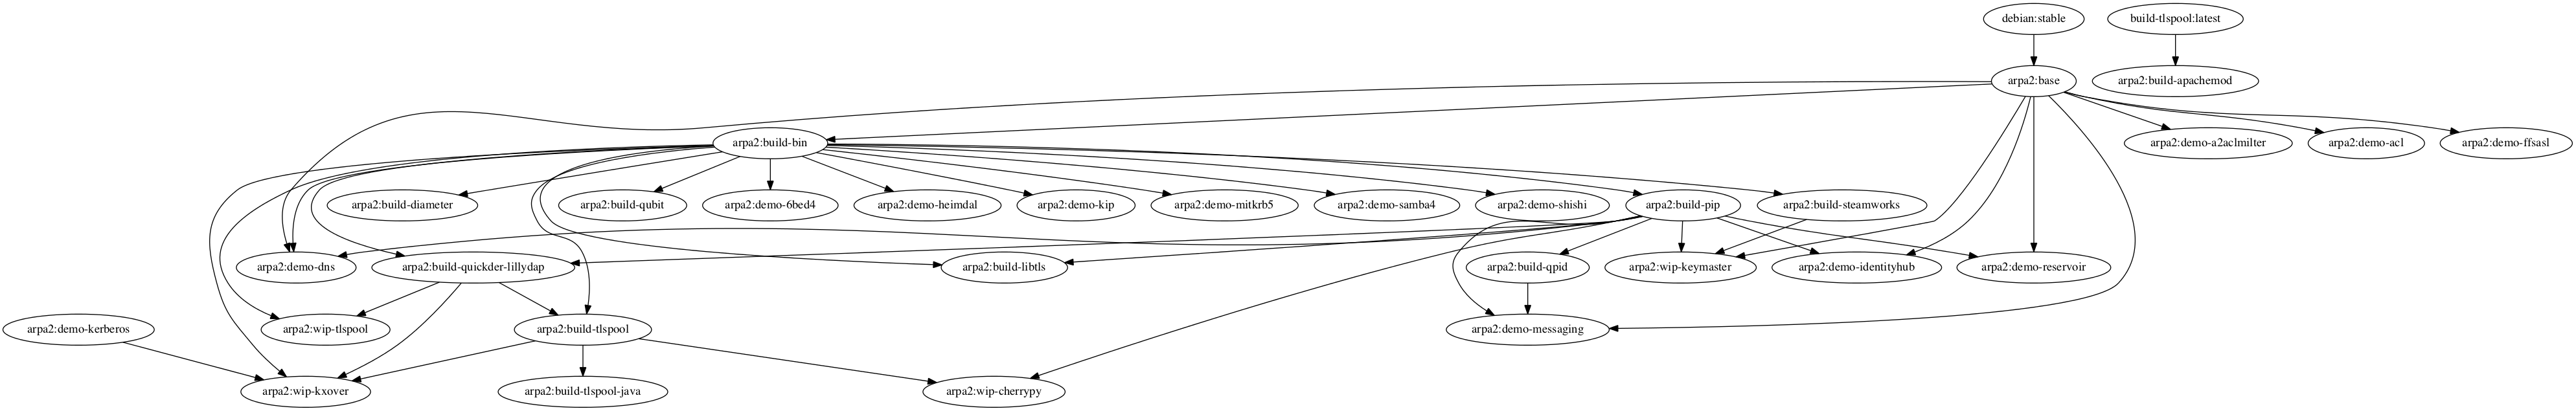 debian:stable
build-tlspool:latest
arpa2:base
arpa2:build-apachemod
arpa2:build-bin
arpa2:demo-a2aclmilter
arpa2:demo-acl
arpa2:demo-ffsasl
arpa2:build-diameter
arpa2:build-qubit
arpa2:demo-6bed4
arpa2:demo-heimdal
arpa2:demo-kip
arpa2:demo-mitkrb5
arpa2:demo-samba4
arpa2:demo-shishi
arpa2:build-pip
arpa2:build-steamworks
arpa2:demo-dns
arpa2:build-quickder-lillydap
arpa2:build-libtls
arpa2:build-qpid
arpa2:wip-keymaster
arpa2:demo-identityhub
arpa2:demo-reservoir
arpa2:demo-kerberos
arpa2:wip-tlspool
arpa2:build-tlspool
arpa2:demo-messaging
arpa2:wip-kxover
arpa2:build-tlspool-java
arpa2:wip-cherrypy